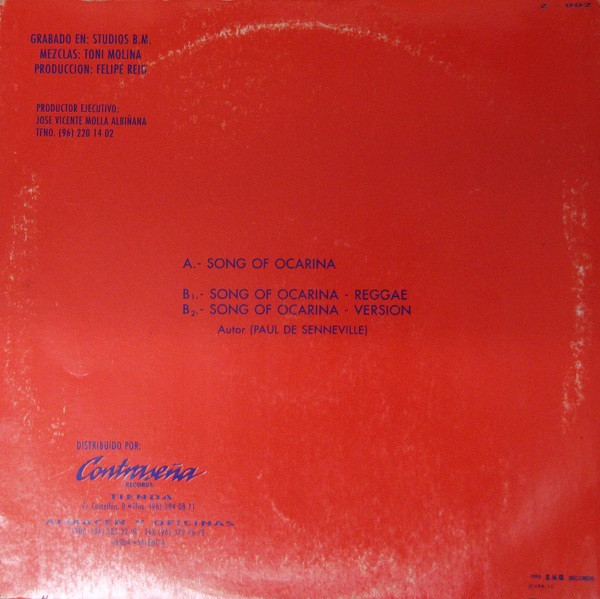 Z - 002
GRABADO EN: STUDIOS B.M.
MEZCLAS: TONI MOLINA
PRODUCCION: FELIPE REIG
PRODUCTOR EJECUTIVO:
JOSE VICENTE MOLLA ALBIÑANA
TFNO. (96) 220 14 02
A.- SONG OF OCARINA
B1.- SONG OF OCARINA - REGGAE
B2.- SONG OF OCARINA - VERSION
Autor (PAUL DE SENNEVILLE)
DISTRIBUIDO POR:
Contraseña
RECORDS
TIENDA
ALMACEN Y OFICINAS
RECORDS